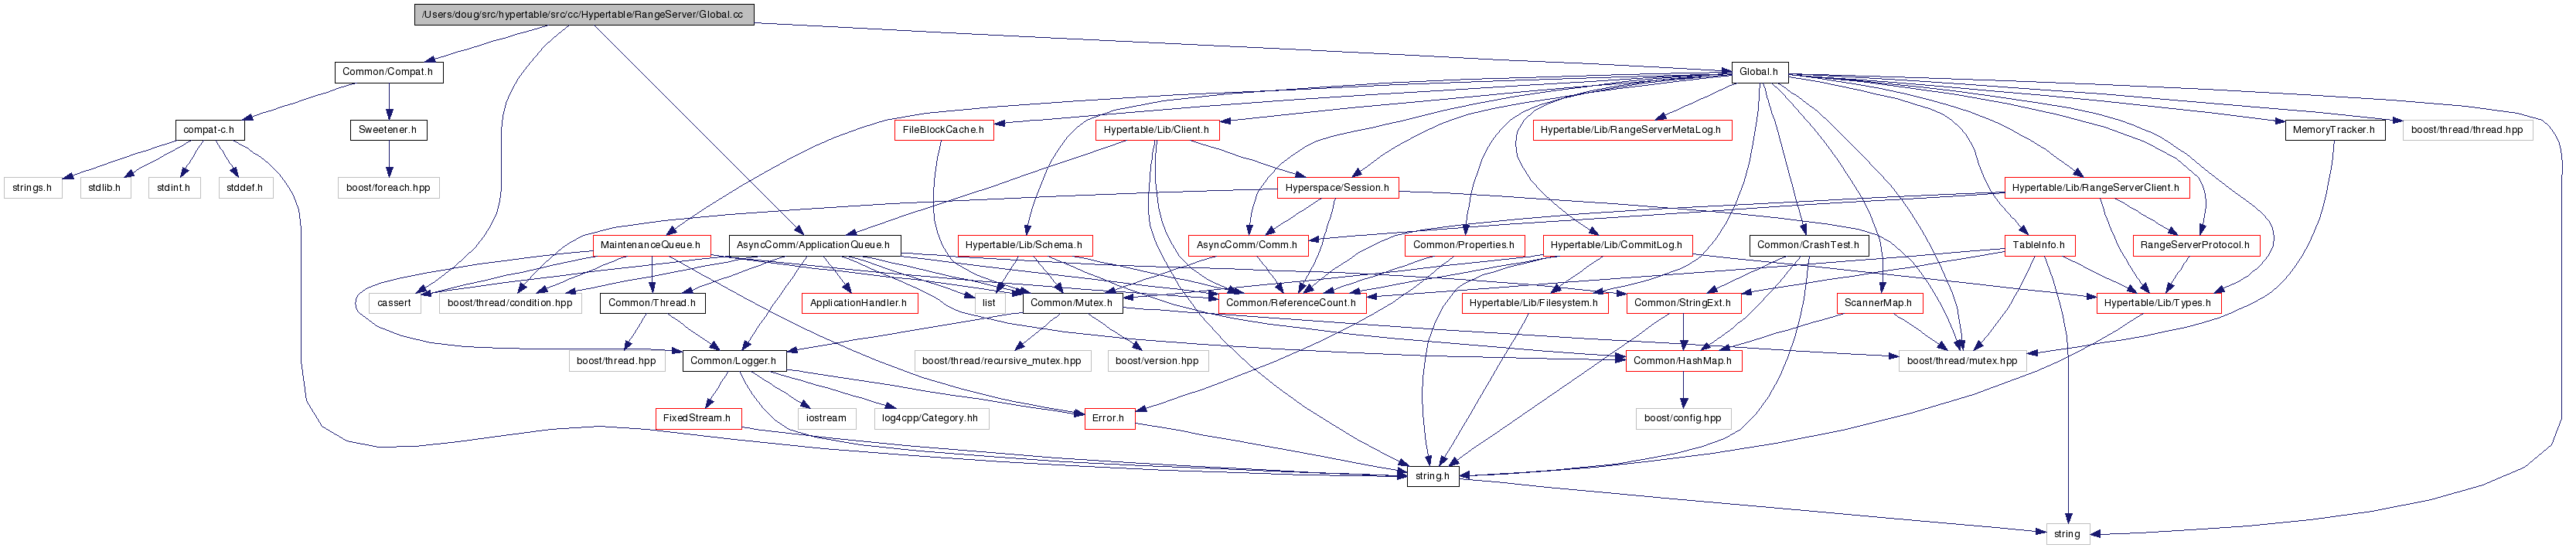 /Users/doug/src/hypertable/src/cc/Hypertable/RangeServer/Global.cc
Common/Compat.h
Global.h
compat-c.h
Sweetener.h
FileBlockCache.h
Hypertable/Lib/Client.h
Hypertable/Lib/RangeServerMetaLog.h
MemoryTracker.h
boost/thread/thread.hpp
strings.h
stdlib.h
stdint.h
stddef.h
boost/foreach.hpp
Hyperspace/Session.h
Hypertable/Lib/RangeServerClient.h
MaintenanceQueue.h
AsyncComm/ApplicationQueue.h
Hypertable/Lib/Schema.h
AsyncComm/Comm.h
Common/Properties.h
Hypertable/Lib/CommitLog.h
Common/CrashTest.h
TableInfo.h
RangeServerProtocol.h
cassert
boost/thread/condition.hpp
Common/Thread.h
ApplicationHandler.h
list
Common/Mutex.h
Common/ReferenceCount.h
Hypertable/Lib/Filesystem.h
Common/StringExt.h
ScannerMap.h
Hypertable/Lib/Types.h
boost/thread.hpp
Common/Logger.h
boost/thread/recursive_mutex.hpp
boost/version.hpp
Common/HashMap.h
boost/thread/mutex.hpp
FixedStream.h
iostream
log4cpp/Category.hh
Error.h
boost/config.hpp
string.h
string